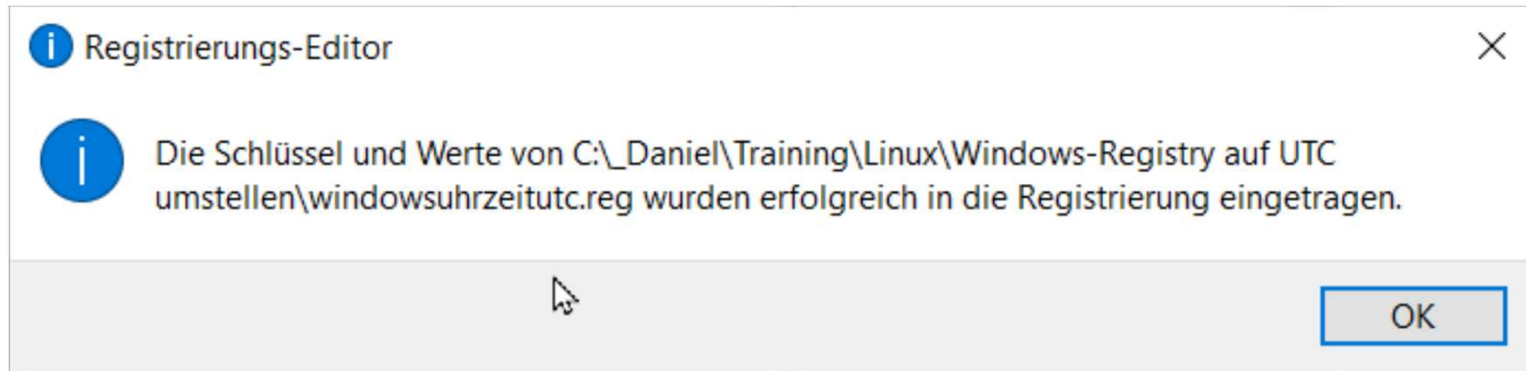 Registrierungs-Editor
Die Schlüssel und Werte von C:\_Daniel\Training\Linux\Windows-Registry auf UTC
umstellen\windowsuhrzeitutc.reg wurden erfolgreich in die Registrierung eingetragen.
OK